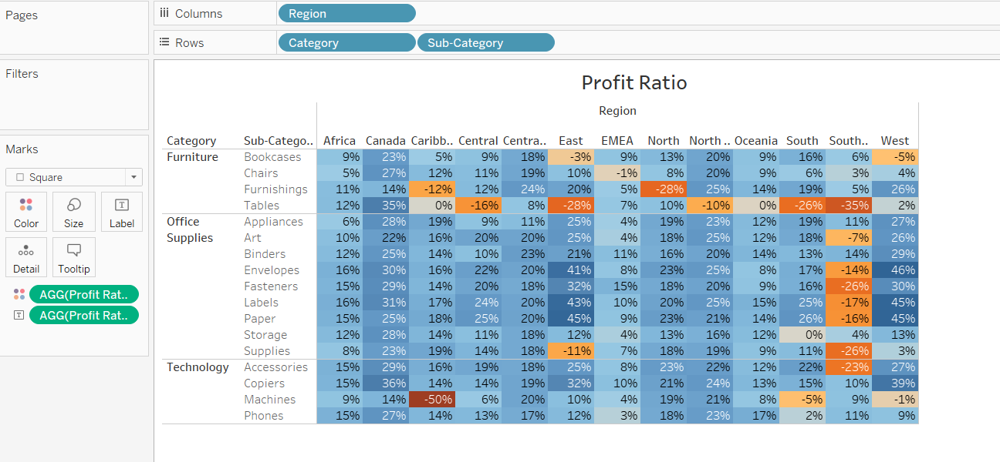 Pages
Columns
Region
Rows
Category Sub-Category
Filters
Marks
Square
Color Size Label
Detail Tooltip
AGG(Profit Rat..
AGG(Profit Rat..
Profit Ratio
Region
Category Sub-Catego.. Africa Canada Caribb.. Central Centra.. East EMEA North North .. Oceania South South.. West
Furniture Bookcases 9% 23% 5% 9% 18% -3% 9% 13% 20% 9% 16% 6% -5%
Chairs 5% 27% 12% 11% 19% 10% -1% 8% 20% 9% 6% 3% 4%
Furnishings 11% 14% -12% 12% 24% 20% 5% -28% 25% 14% 19% 5% 26%
Tables 12% 35% 0% -16% 8% -28% 7% 10% -10% 0% -26% -35% 2%
Office Appliances 6% 28% 19% 9% 11% 25% 4% 19% 23% 12% 19% 11% 27%
Supplies Art 10% 22% 16% 20% 20% 25% 4% 18% 25% 12% 18% -7% 26%
Binders 12% 25% 14% 10% 23% 21% 11% 16% 20% 14% 13% 14% 29%
Envelopes 16% 30% 16% 22% 20% 41% 8% 23% 25% 8% 17% -14% 46%
Fasteners 15% 29% 14% 20% 18% 32% 15% 18% 20% 9% 16% -26% 30%
Labels 16% 31% 17% 24% 20% 43% 10% 20% 25% 15% 25% -17% 45%
Paper 15% 25% 18% 25% 20% 45% 9% 23% 21% 14% 26% -16% 45%
Storage 12% 28% 14% 11% 18% 12% 4% 13% 16% 12% 0% 4% 13%
Supplies 8% 23% 19% 14% 18% -11% 7% 18% 19% 9% 11% -26% 3%
Technology Accessories 15% 29% 16% 19% 18% 25% 8% 23% 22% 12% 22% -23% 27%
Copiers 15% 36% 14% 14% 19% 32% 10% 21% 24% 13% 15% 10% 39%
Machines 9% 14% -50% 6% 20% 10% 4% 19% 21% 8% -5% 9% -1%
Phones 15% 27% 14% 13% 17% 12% 3% 18% 23% 17% 2% 11% 9%